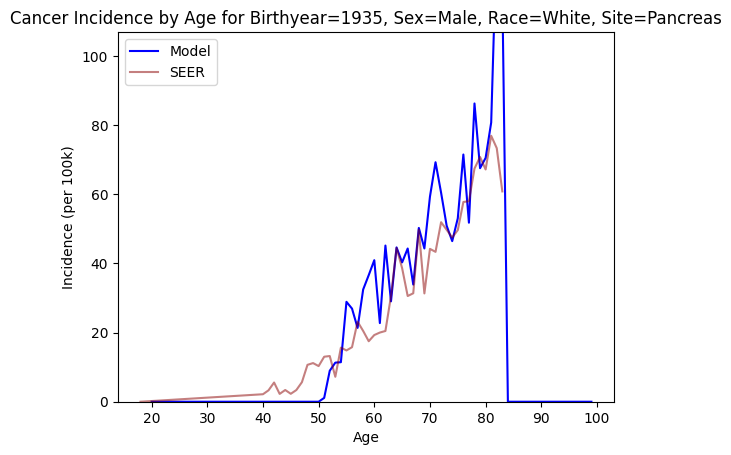 Cancer Incidence by Age for Birthyear=1935, Sex=Male, Race=White, Site=Pancreas
Model
SEER
Incidence (per 100k)
100
80
60
40
20
0
20 30 40 50 60 70 80 90 100
Age